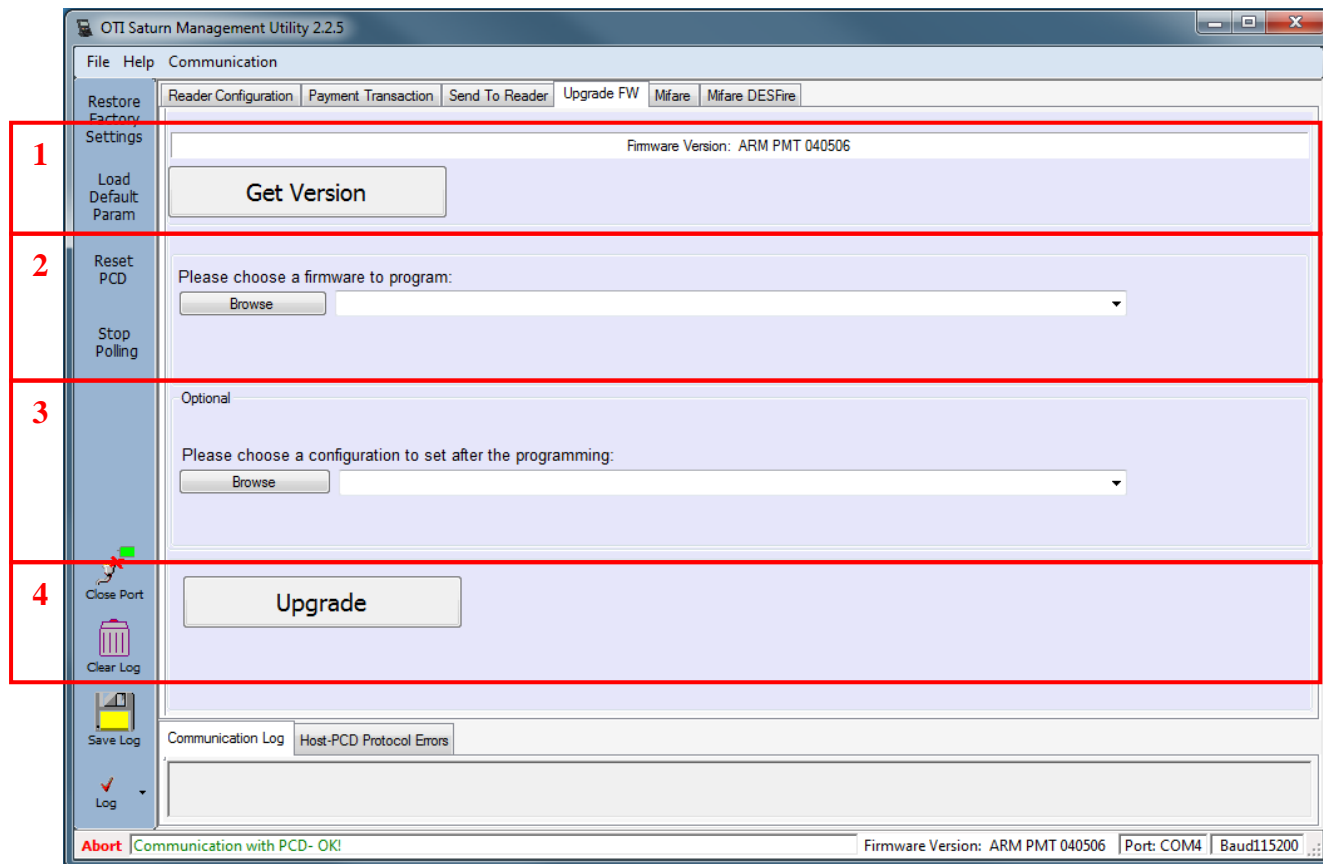 OTI Saturn Management Utility 2.2.5
File Help Communication
Reader Configuration Payment Transaction Send To Reader Upgrade FW Mifare Mifare DESFire
Restore
Factory
Settings
Load
Default
Param
Reset
PCD
Stop
Polling
Close Port
Clear Log
Save Log
Log
1
Firmware Version: ARM PMT 040506
Get Version
2
Please choose a firmware to program:
Browse
3
Optional
Please choose a configuration to set after the programming:
Browse
4
Upgrade
Communication Log Host-PCD Protocol Errors
Abort Communication with PCD- OK! Firmware Version: ARM PMT 040506 Port: COM4 Baud115200